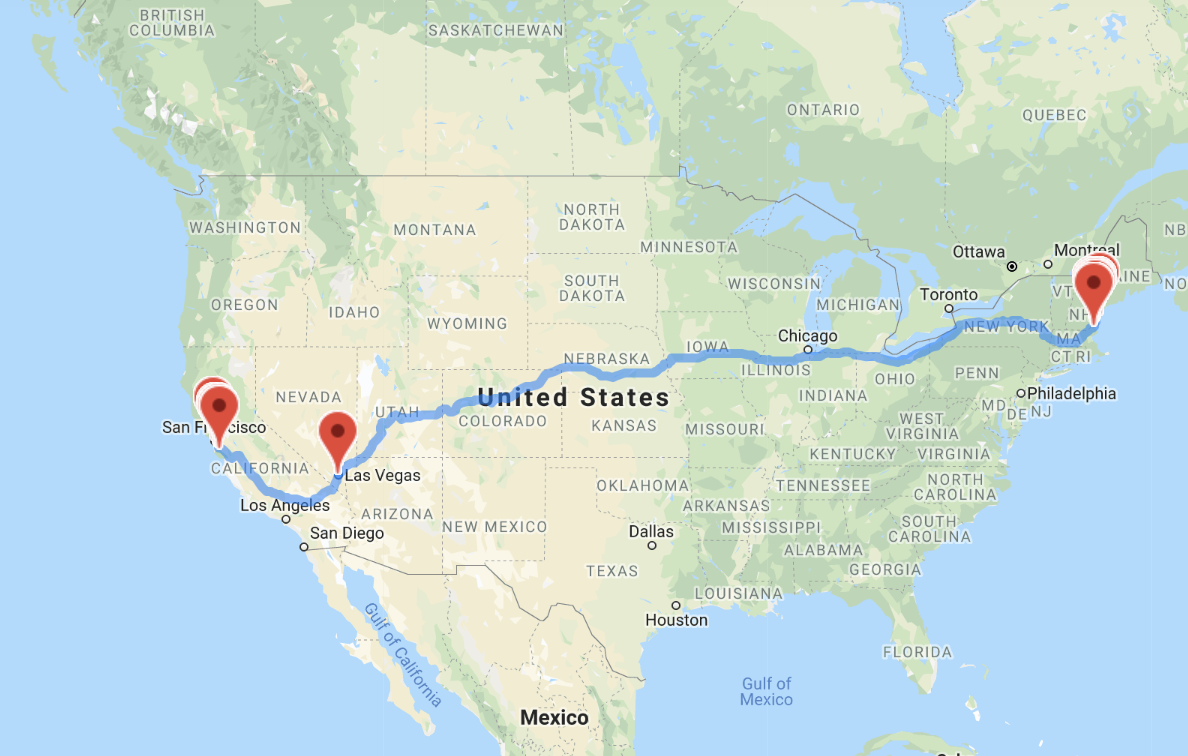 BRITISH
COLUMBIA
SASKATCHEWAN
ONTARIO
QUEBEC
WASHINGTON
MONTANA
NORTH
DAKOTA
MINNESOTA
Ottawa
Montreal
NB
SOUTH
DAKOTA
WISCONSIN
MICHIGAN
Toronto
VT
AINE
NO
OREGON
IDAHO
WYOMING
NH
Chicago
NEW YORK
MA
CT RI
NEBRASKA
IOWA
ILLINOIS
INDIANA
OHIO
PENN
NEVADA
UTAH
United States
COLORADO
KANSAS
MISSOURI
WEST
VIRGINIA
MD
DE
NJ
Philadelphia
San Fr
cisco
CALIFORNIA
Las Vegas
KENTUCKY
VIRGINIA
Los Angeles
ARIZONA
NEW MEXICO
OKLAHOMA
TENNESSEE
NORTH
CAROLINA
ARKANSAS
San Diego
Dallas
MISSISSIPPI
SOUTH
CAROLINA
ALABAMA
GEORGIA
TEXAS
LOUISIANA
Houston
Gulf of California
FLORIDA
Gulf of
Mexico
Mexico